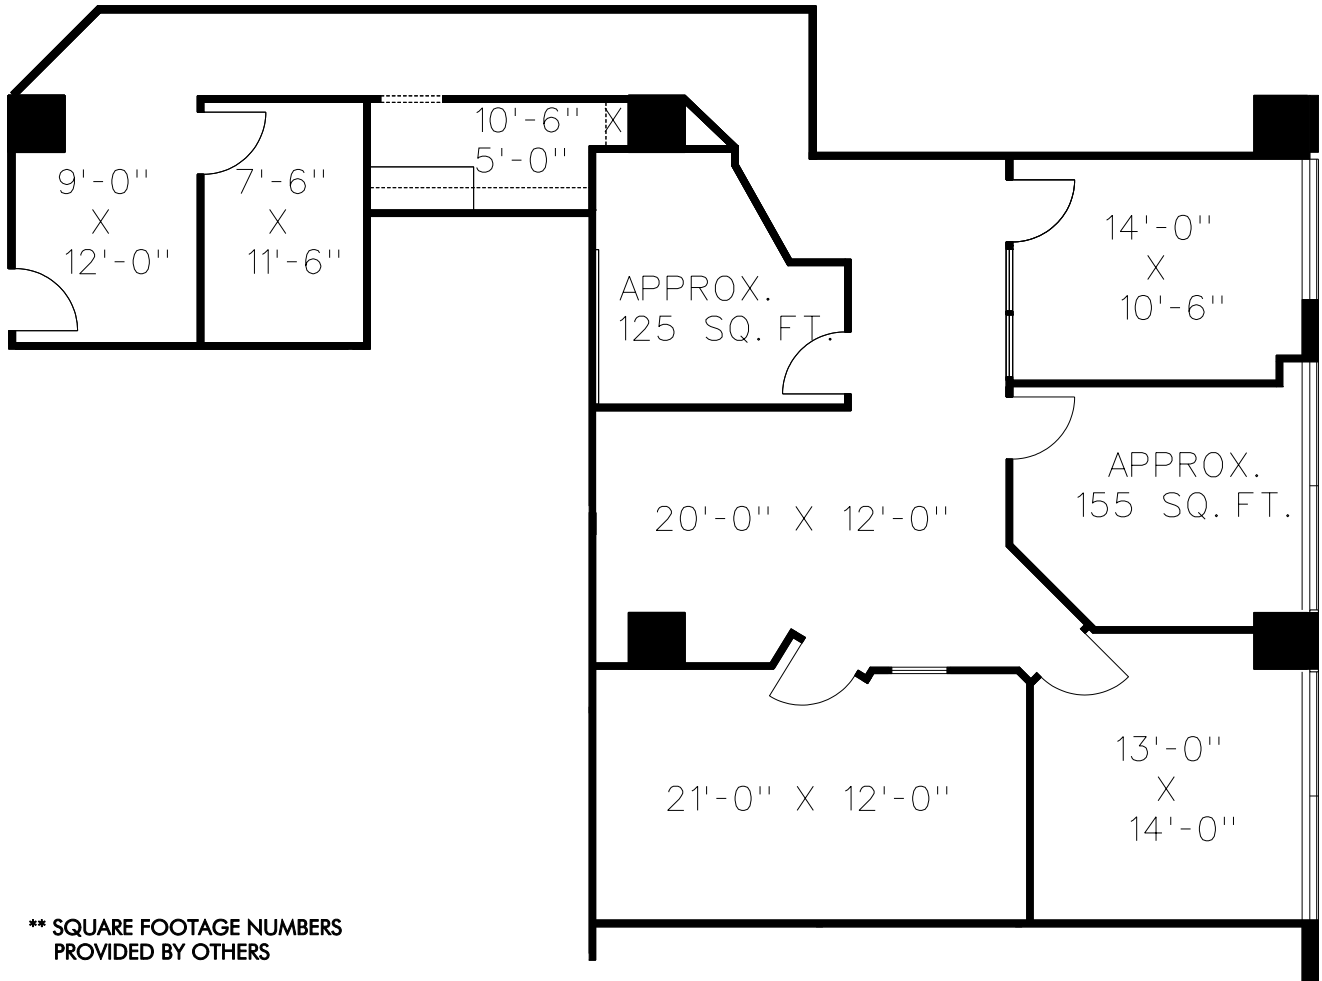 10'-6" X
5'-0"
9'-0"
X
12'-0"
7'-6"
X
11'-6"
14'-0"
X
10'-6"
APPROX.
125 SQ. FT.
APPROX.
155 SQ. FT.
20'-0" X 12'-0"
13'-0"
X
14'-0"
21'-0" X 12'-0"
** SQUARE FOOTAGE NUMBERS
PROVIDED BY OTHERS